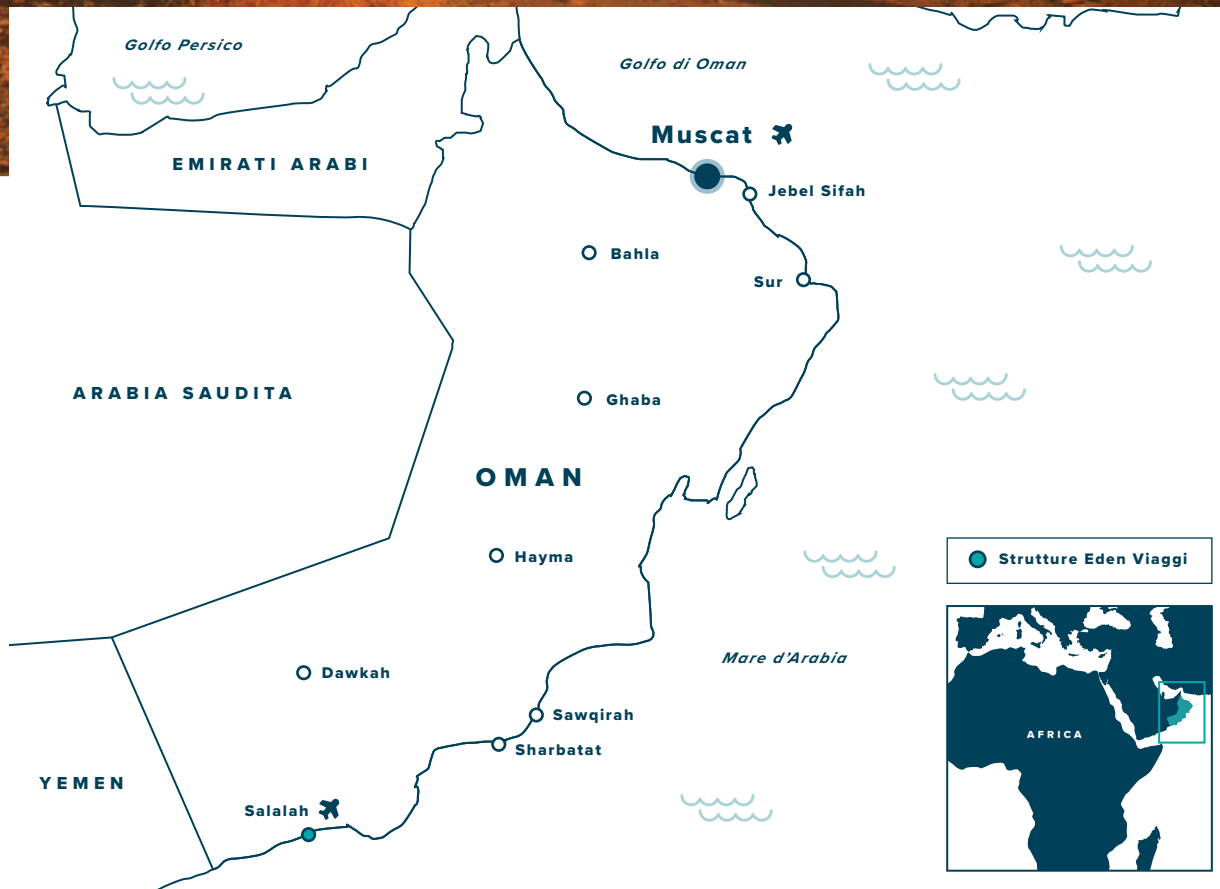 Golfo Persico
Golfo di Oman
Muscat
EMIRATI ARABI
Jebel Sifah
Bahla
Sur
ARABIA SAUDITA
Ghaba
OMAN
Hayma
Strutture Eden Viaggi
Mare d'Arabia
Dawkah
Sawqirah
AFRICA
Sharbatat
YEMEN
Salalah